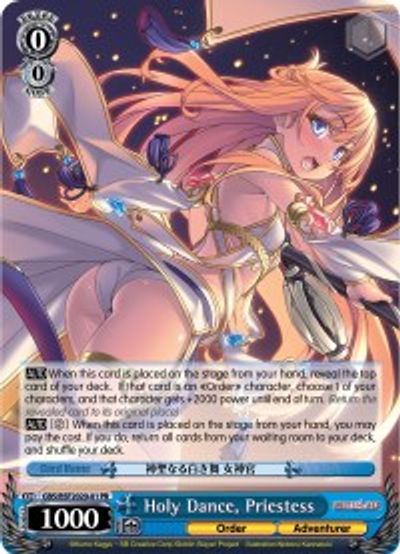 0
0
AUTO When this card is placed on the stage from your hand, reveal the top
card of your deck. If that card is an «Order» character, choose 1 of your
characters, and that character gets +2000 power until end of turn. (Return the
revealed card to its original place)
AUTO [①] When this card is placed on the stage from your hand, you may
pay the cost. If you do, return all cards from your waiting room to your deck,
and shuffle your deck.
Card Name
神聖なる白き舞 女神官
1000
Holy Dance, Priestess
Order
Adventurer